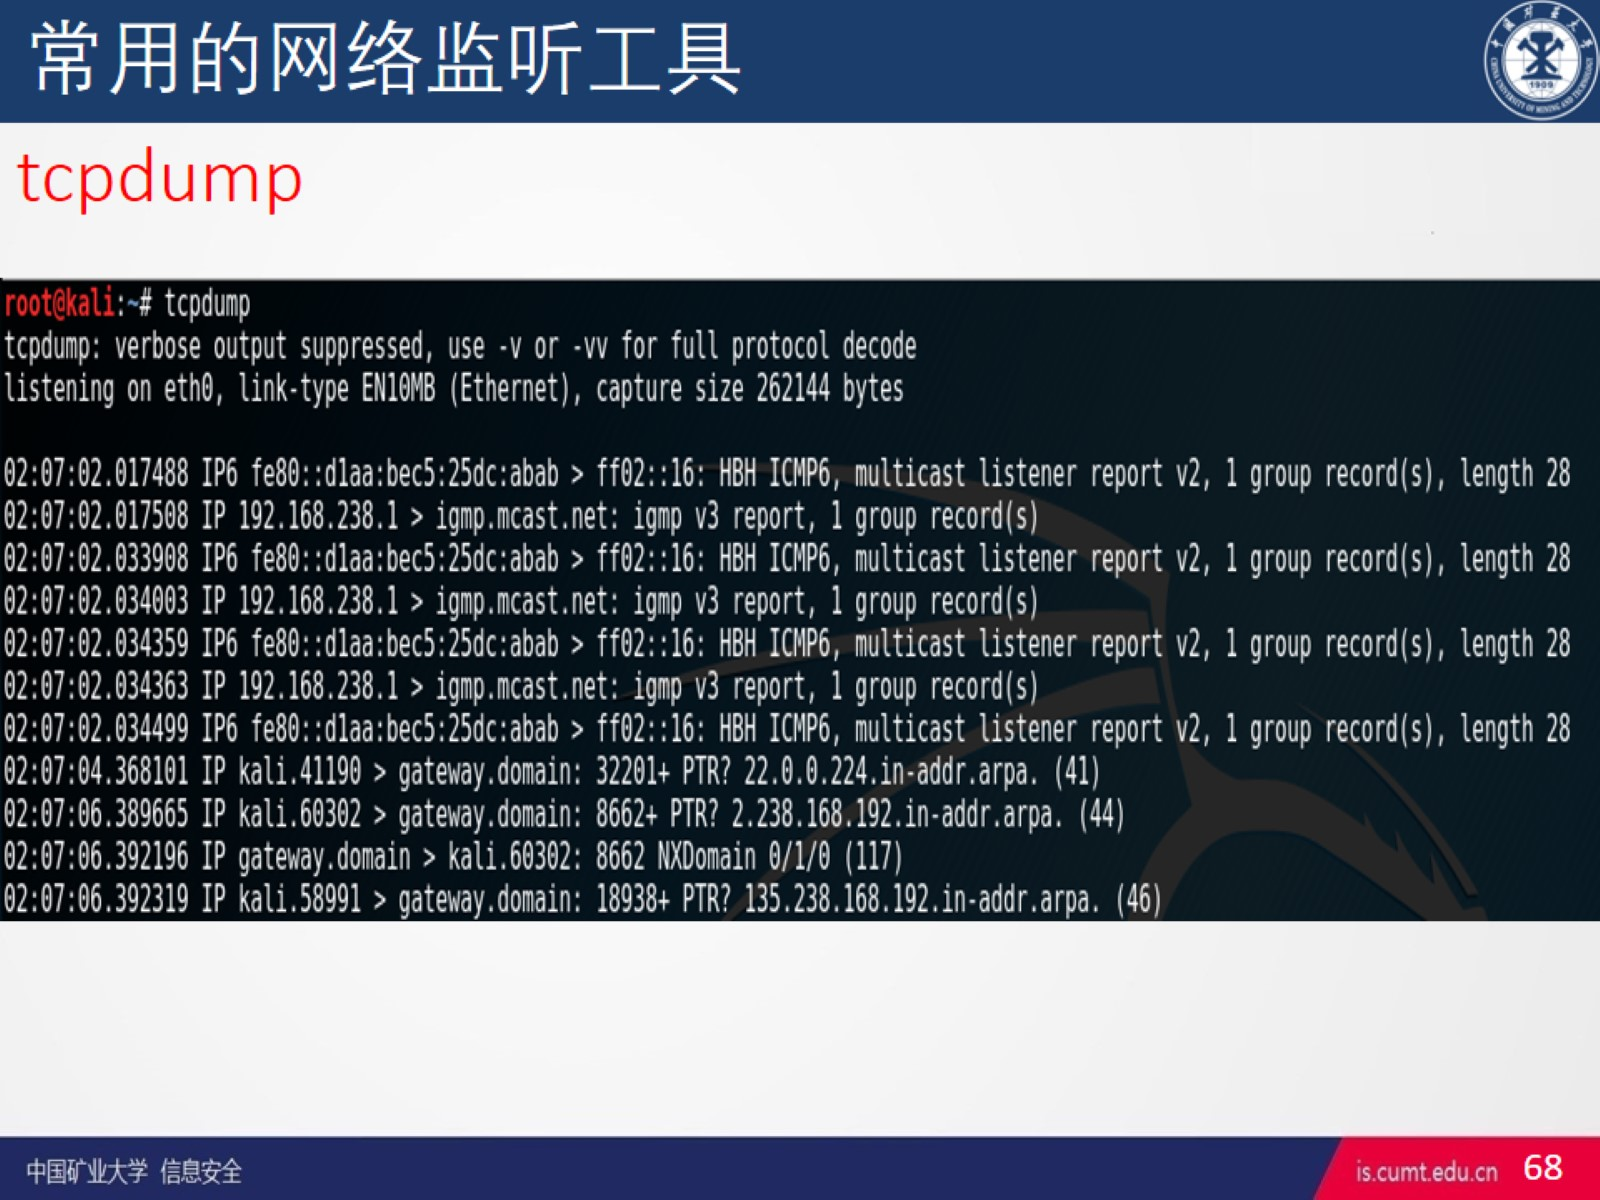 常用的网络监听工具
tcpdump
root@kali:~# tcpdump
tcpdump: verbose output suppressed, use -v or -vv for full protocol decode
listening on eth0, link-type EN10MB (Ethernet), capture size 262144 bytes
02:07:02.017488 IP6 fe80::d1aa:bec5:25dc:abab > ff02::16: HBH ICMP6, multicast listener report v2, 1 group record(s), length 28
02:07:02.017508 IP 192.168.238.1 > igmp.mcast.net: igmp v3 report, 1 group record(s)
02:07:02.033908 IP6 fe80::d1aa:bec5:25dc:abab > ff02::16: HBH ICMP6, multicast listener report v2, 1 group record(s), length 28
02:07:02.034003 IP 192.168.238.1 > igmp.mcast.net: igmp v3 report, 1 group record(s)
02:07:02.034359 IP6 fe80::d1aa:bec5:25dc:abab > ff02::16: HBH ICMP6, multicast listener report v2, 1 group record(s), length 28
02:07:02.034363 IP 192.168.238.1 > igmp.mcast.net: igmp v3 report, 1 group record(s)
02:07:02.034499 IP6 fe80::d1aa:bec5:25dc:abab > ff02::16: HBH ICMP6, multicast listener report v2, 1 group record(s), length 28
02:07:04.368101 IP kali.41190 > gateway.domain: 32201+ PTR? 22.0.0.224.in-addr.arpa. (41)
02:07:06.389665 IP kali.60302 > gateway.domain: 8662+ PTR? 2.238.168.192.in-addr.arpa. (44)
02:07:06.392196 IP gateway.domain > kali.60302: 8662 NXDomain 0/1/0 (117)
02:07:06.392319 IP kali.58991 > gateway.domain: 18938+ PTR? 135.238.168.192.in-addr.arpa. (46)
中国矿业大学 信息安全
is.cumt.edu.cn 68
CHINA UNIVERSITY OF MINING AND TECHNOLOGY
1909